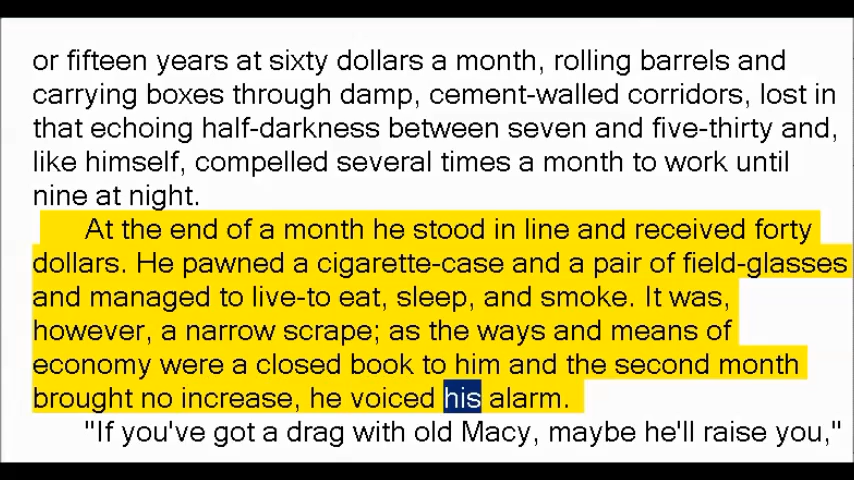 or fifteen years at sixty dollars a month, rolling barrels and
carrying boxes through damp, cement-walled corridors, lost in
that echoing half-darkness between seven and five-thirty and,
like himself, compelled several times a month to work until
nine at night.
At the end of a month he stood in line and received forty
dollars. He pawned a cigarette-case and a pair of field-glasses
and managed to live-to eat, sleep, and smoke. It was,
however, a narrow scrape; as the ways and means of
economy were a closed book to him and the second month
brought no increase, he voiced his alarm.
"If you've got a drag with old Macy, maybe he'll raise you,"